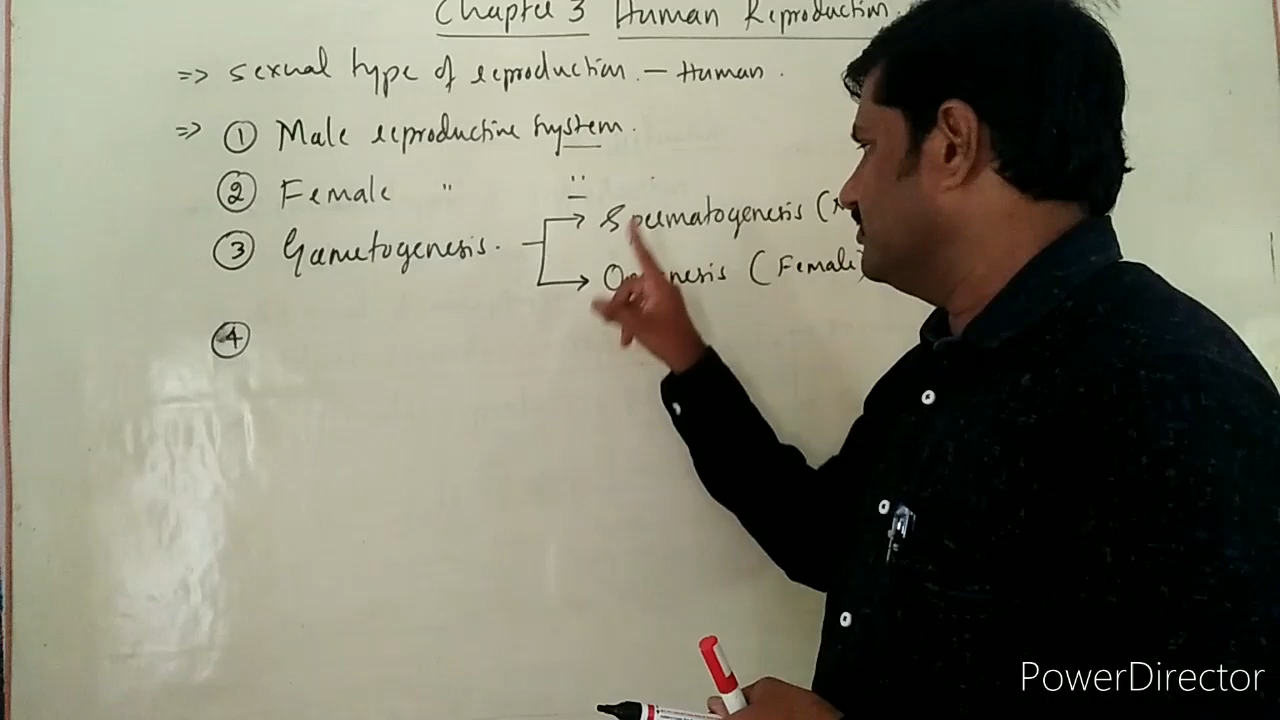 Chapter 3 Human Reproduction.
=> sexual type of reproduction. — Human.
=> ① Male reproductive system.
② Female " "
③ Gametogenesis. → Spermatogenesis (
→ Oogenesis (Female)
④
PowerDirector